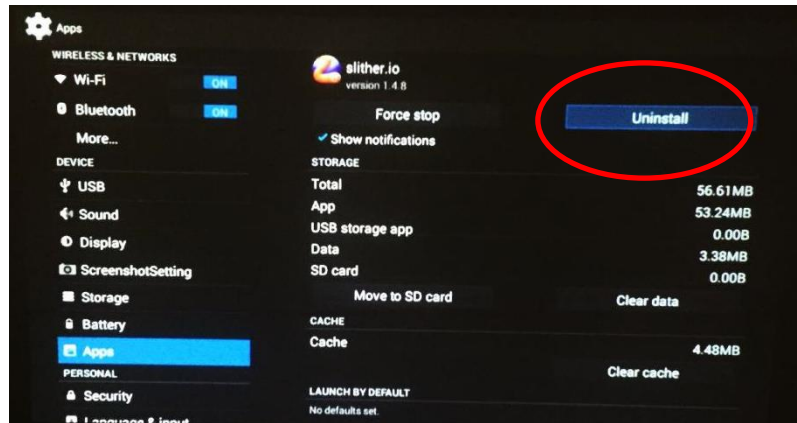 Apps
WIRELESS & NETWORKS
Wi-Fi ON
Bluetooth ON
More...
DEVICE
USB
Sound
Display
ScreenshotSetting
Storage
Battery
Apps
PERSONAL
Security
Language & input
slither.io
version 1.4.8
Force stop Uninstall
Show notifications
STORAGE
Total 56.61MB
App 53.24MB
USB storage app 0.00B
Data 3.38MB
SD card 0.00B
Move to SD card Clear data
CACHE
Cache 4.48MB
Clear cache
LAUNCH BY DEFAULT
No defaults set.